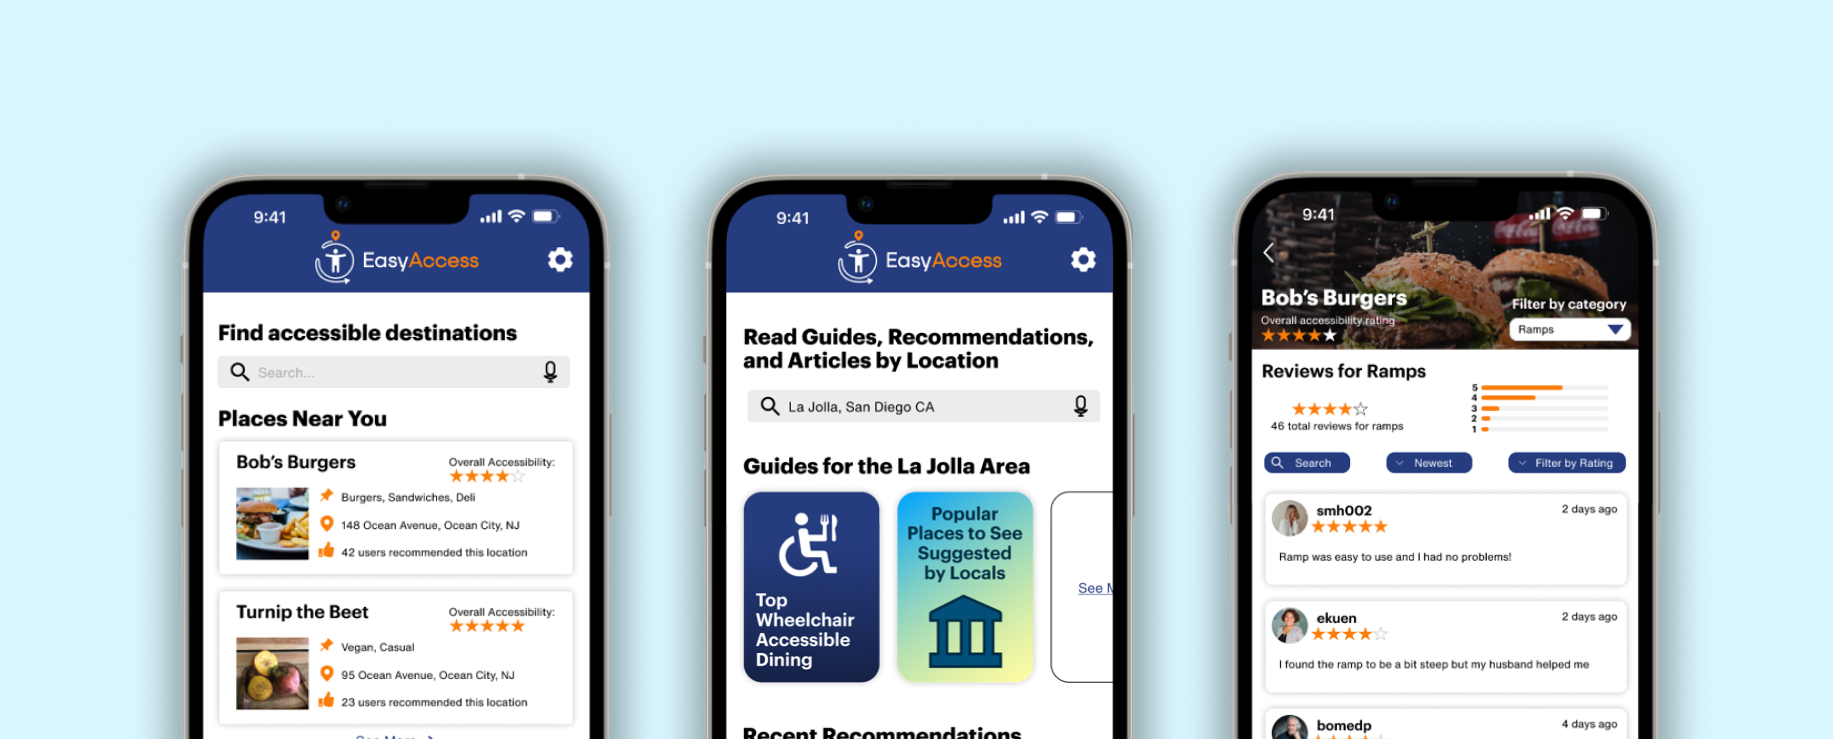 9:41
EasyAccess
Find accessible destinations
Search...
Places Near You
Bob's Burgers
Overall Accessibility:
Burgers, Sandwiches, Deli
148 Ocean Avenue, Ocean City, NJ
42 users recommended this location
Turnip the Beet
Overall Accessibility:
Vegan, Casual
95 Ocean Avenue, Ocean City, NJ
23 users recommended this location
See More
9:41
EasyAccess
Read Guides, Recommendations,
and Articles by Location
La Jolla, San Diego CA
Guides for the La Jolla Area
Top
Wheelchair
Accessible
Dining
Popular
Places to See
Suggested
by Locals
See M
Recent Recommendations
9:41
Bob's Burgers
Overall accessibility rating
Filter by category
Ramps
Reviews for Ramps
46 total reviews for ramps
5
4
3
2
1
Search
Newest
Filter by Rating
smh002
2 days ago
Ramp was easy to use and I had no problems!
ekuen
2 days ago
I found the ramp to be a bit steep but my husband helped me
bomedp
4 days ago